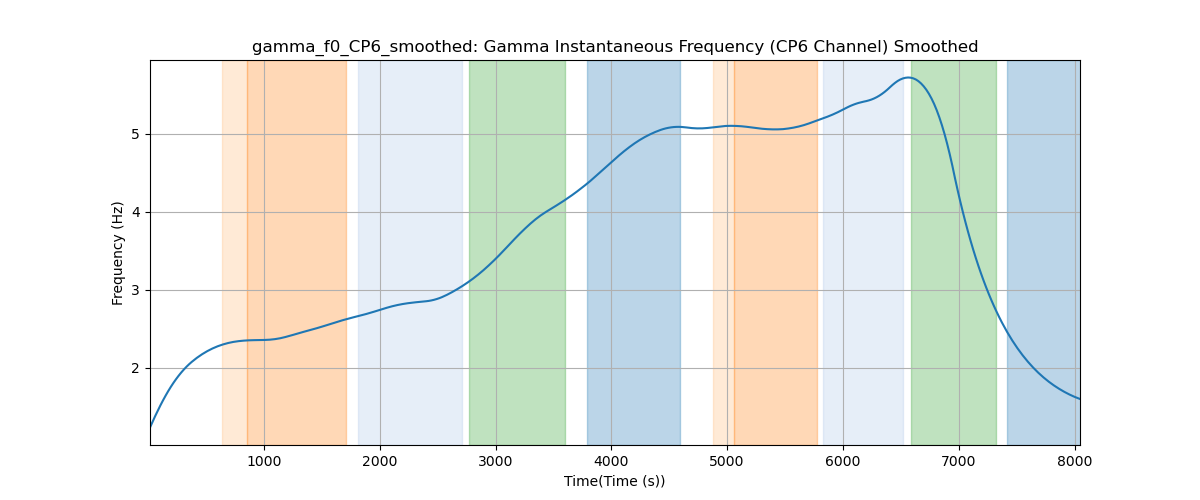 gamma_f0_CP6_smoothed: Gamma Instantaneous Frequency (CP6 Channel) Smoothed
Frequency (Hz)
5
4
3
2
1000 2000 3000 4000 5000 6000 7000 8000
Time(Time (s))